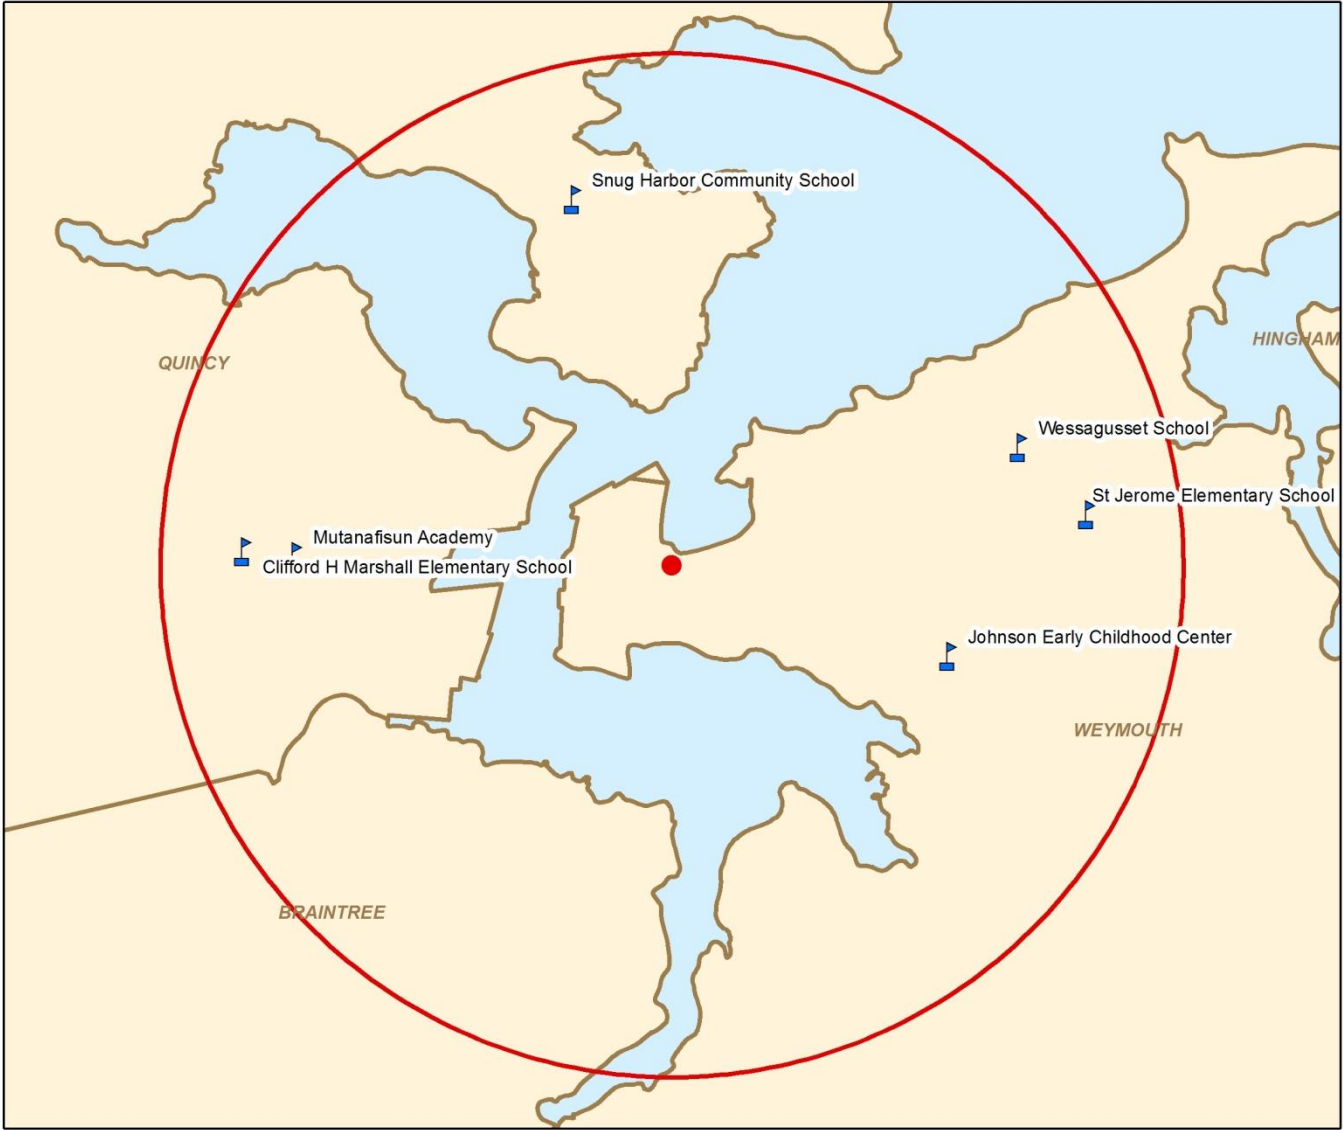 Snug Harbor Community School
HINGHAM
QUINCY
Wessagusset School
St Jerome Elementary School
Mutanafisun Academy
Clifford H Marshall Elementary School
Johnson Early Childhood Center
WEYMOUTH
BRAINTREE